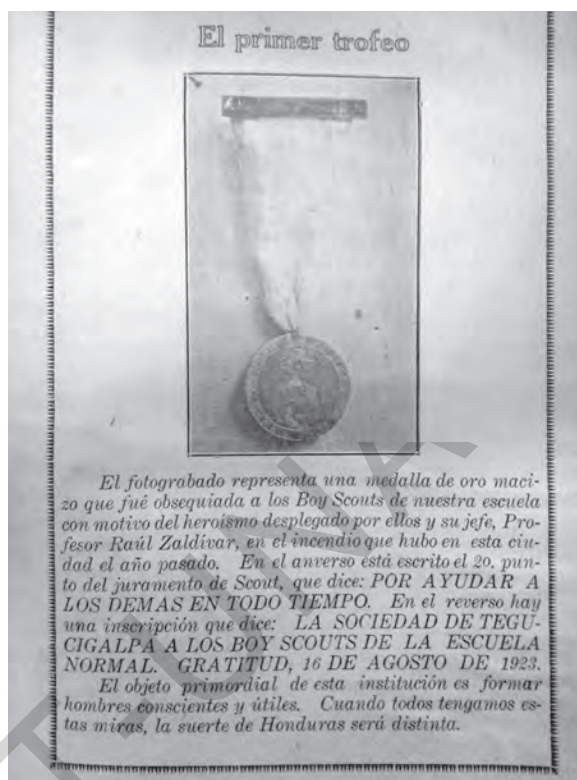 El primer trofeo
El fotograbado representa una medalla de oro maci-
zo que fué obsequiada a los Boy Scouts de nuestra escuela
con motivo del heroísmo desplegado por ellos y su jefe, Pro-
fesor Raúl Zaldívar, en el incendio que hubo en esta ciu-
dad el año pasado. En el anverso está escrito el 2o. pun-
to del juramento de Scout, que dice: POR AYUDAR A
LOS DEMAS EN TODO TIEMPO. En el reverso hay
una inscripción que dice: LA SOCIEDAD DE TEGU-
CIGALPA A LOS BOY SCOUTS DE LA ESCUELA
NORMAL. GRATITUD, 16 DE AGOSTO DE 1923.
El objeto primordial de esta institución es formar
hombres conscientes y útiles. Cuando todos tengamos es-
tas miras, la suerte de Honduras será distinta.